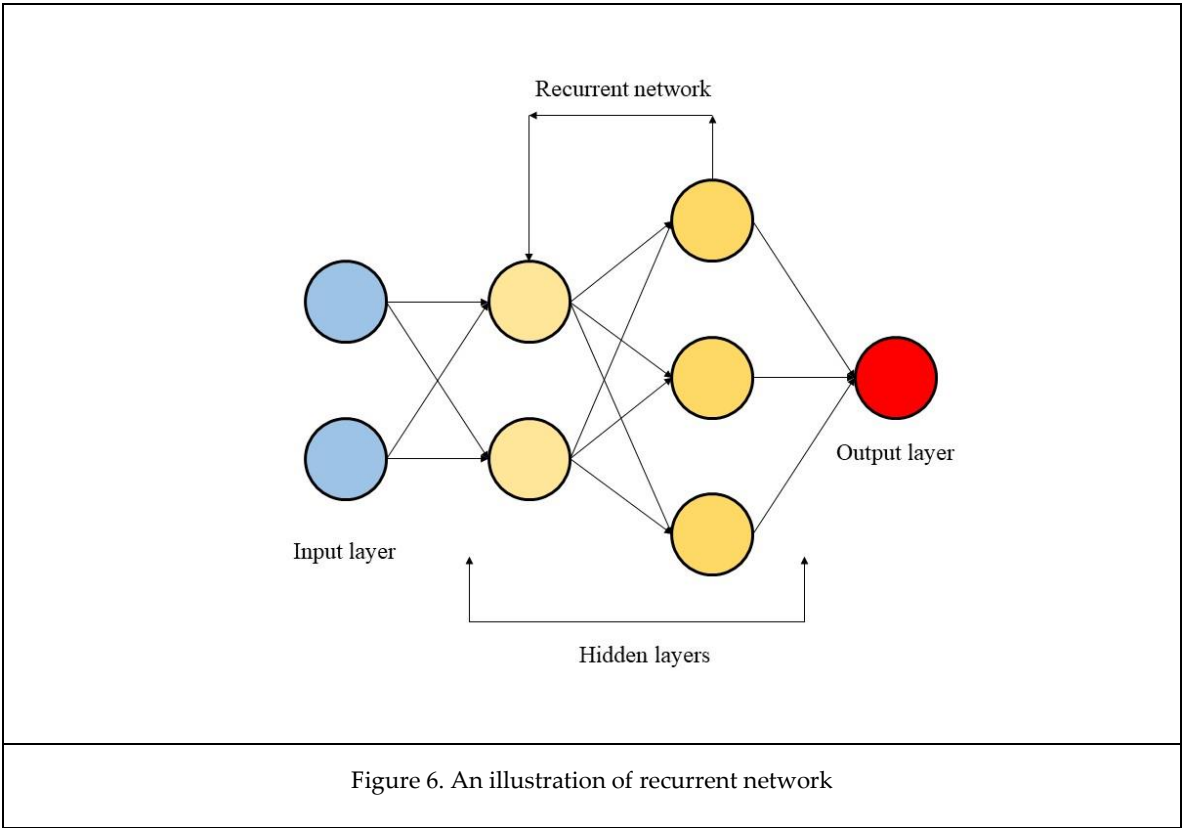 Recurrent network
Output layer
Input layer
Hidden layers
Figure 6. An illustration of recurrent network